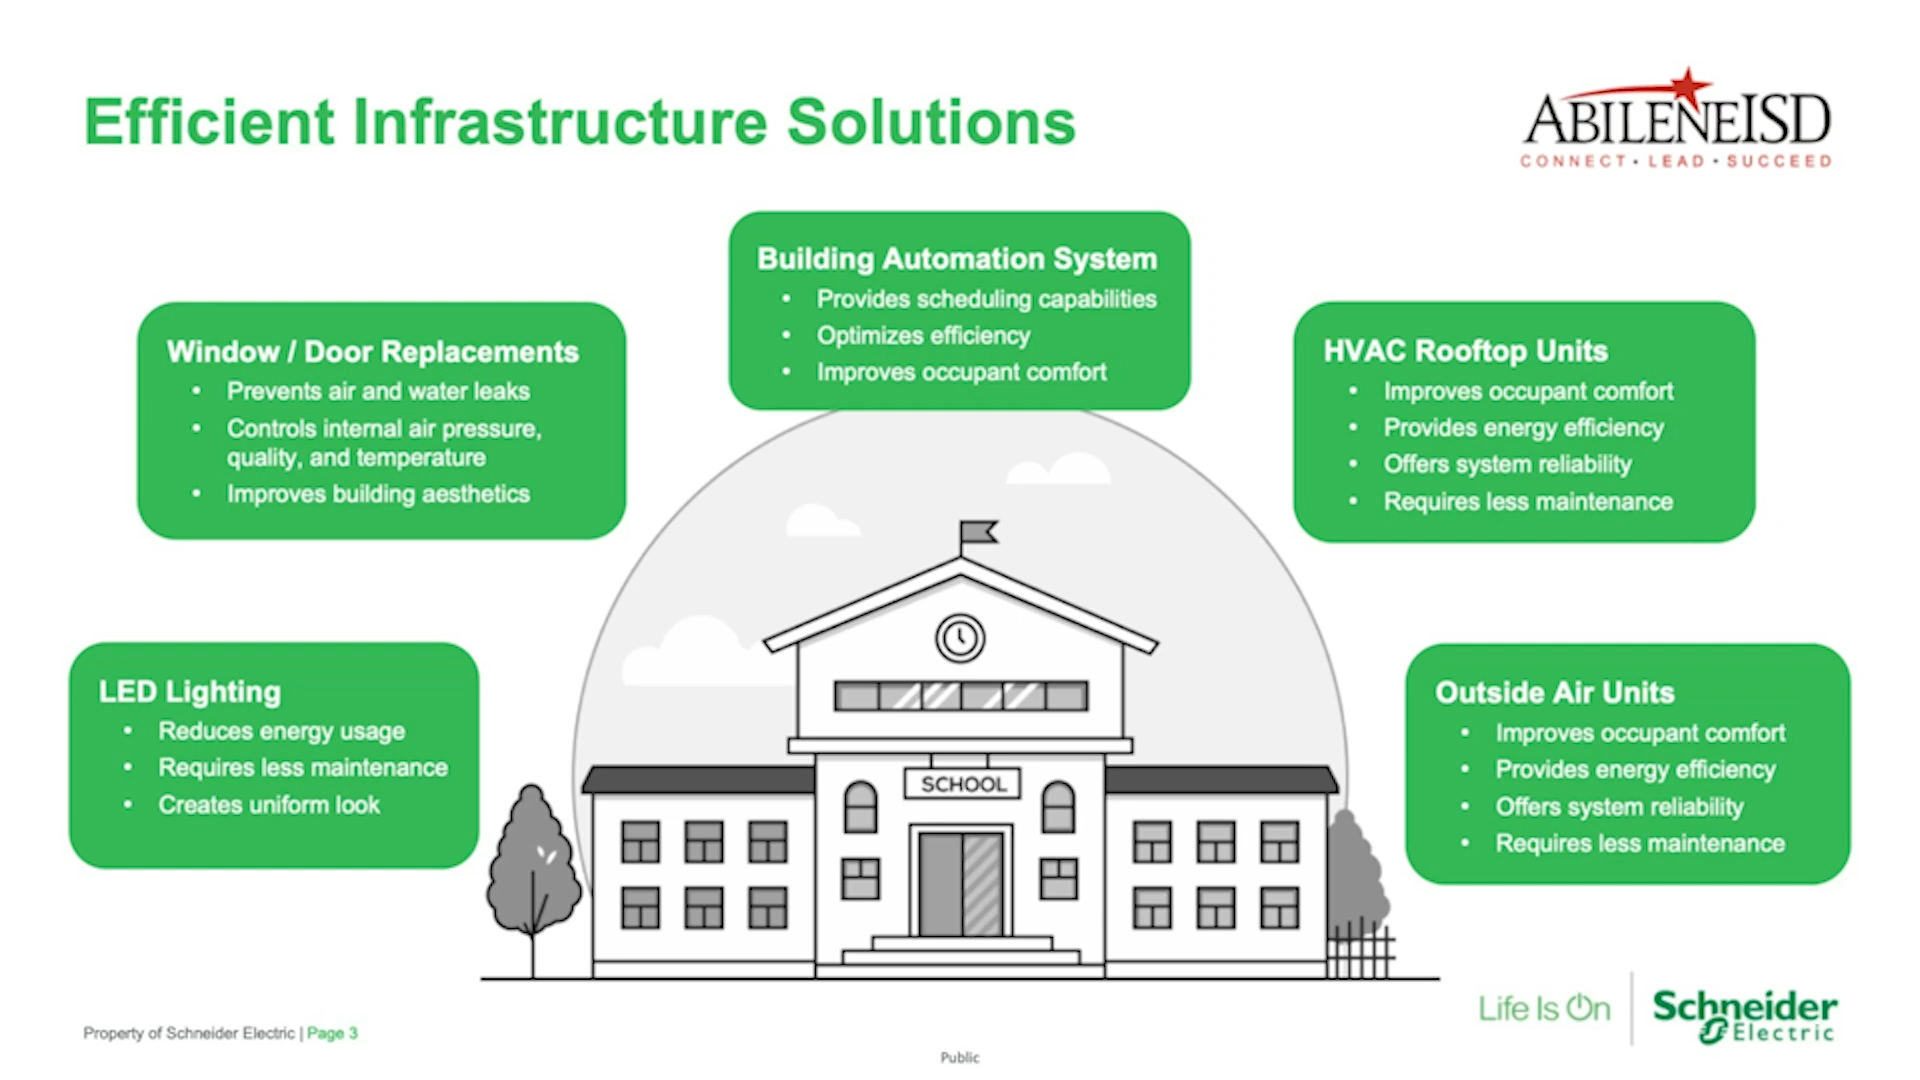 Efficient Infrastructure Solutions
ABILENEISD
CONNECT • LEAD • SUCCEED
Building Automation System
• Provides scheduling capabilities
• Optimizes efficiency
• Improves occupant comfort
Window / Door Replacements
• Prevents air and water leaks
• Controls internal air pressure,
quality, and temperature
• Improves building aesthetics
HVAC Rooftop Units
• Improves occupant comfort
• Provides energy efficiency
• Offers system reliability
• Requires less maintenance
LED Lighting
• Reduces energy usage
• Requires less maintenance
• Creates uniform look
Outside Air Units
• Improves occupant comfort
• Provides energy efficiency
• Offers system reliability
• Requires less maintenance
SCHOOL
Life Is On
Schneider
Electric
Property of Schneider Electric | Page 3
Public